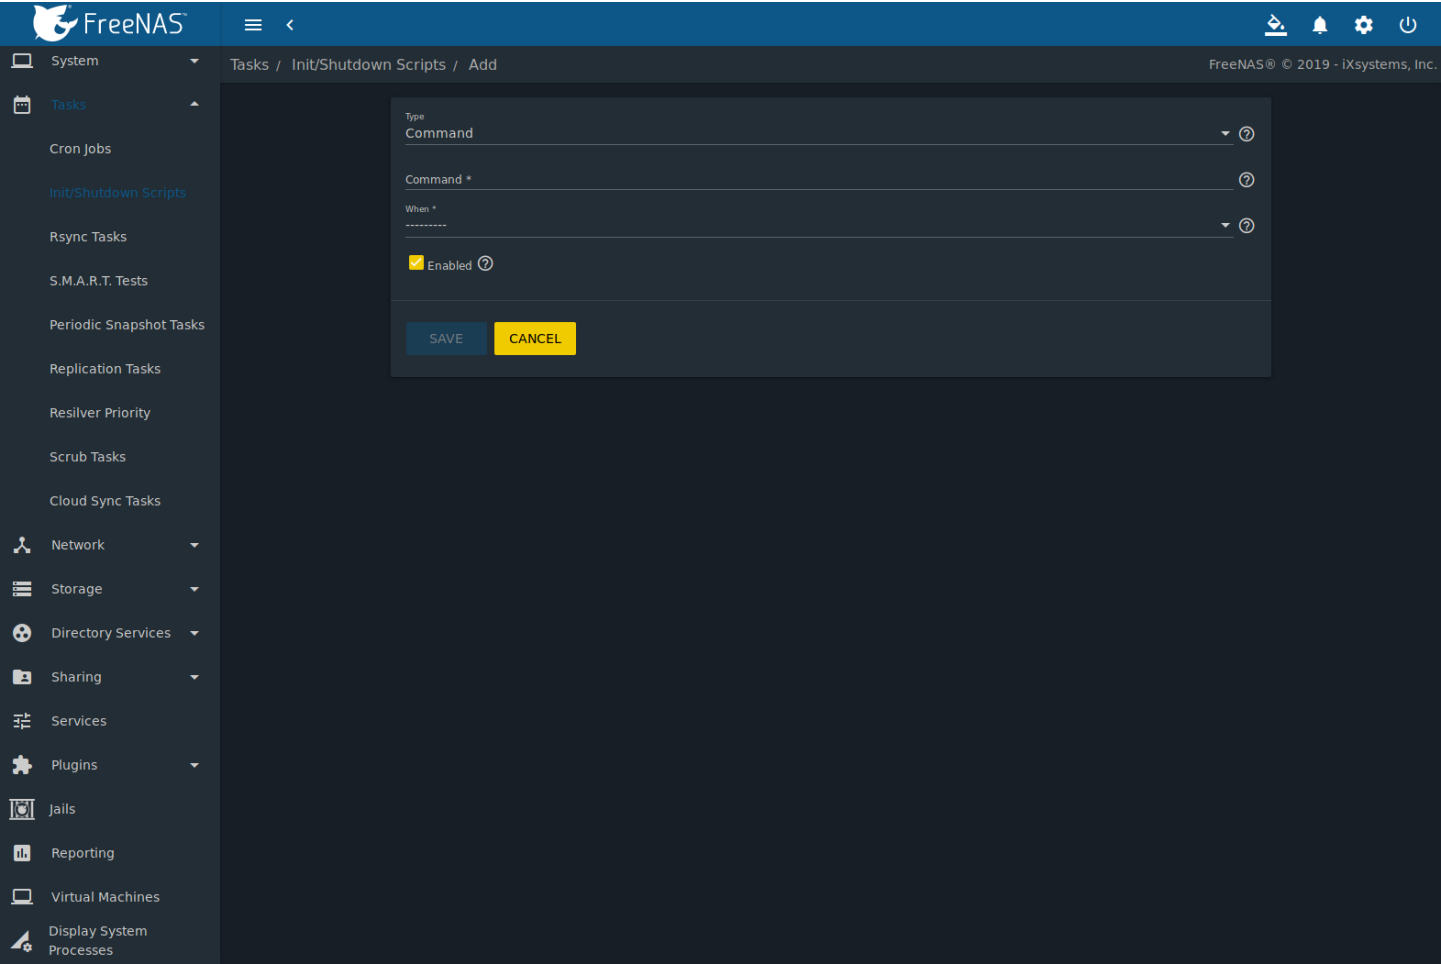 FreeNAS™
Tasks / Init/Shutdown Scripts / Add
FreeNAS® © 2019 - iXsystems, Inc.
System
Tasks
Cron Jobs
Init/Shutdown Scripts
Rsync Tasks
S.M.A.R.T. Tests
Periodic Snapshot Tasks
Replication Tasks
Resilver Priority
Scrub Tasks
Cloud Sync Tasks
Network
Storage
Directory Services
Sharing
Services
Plugins
Jails
Reporting
Virtual Machines
Display System
Processes
Type
Command
Command *
When *
---------
Enabled
SAVE
CANCEL